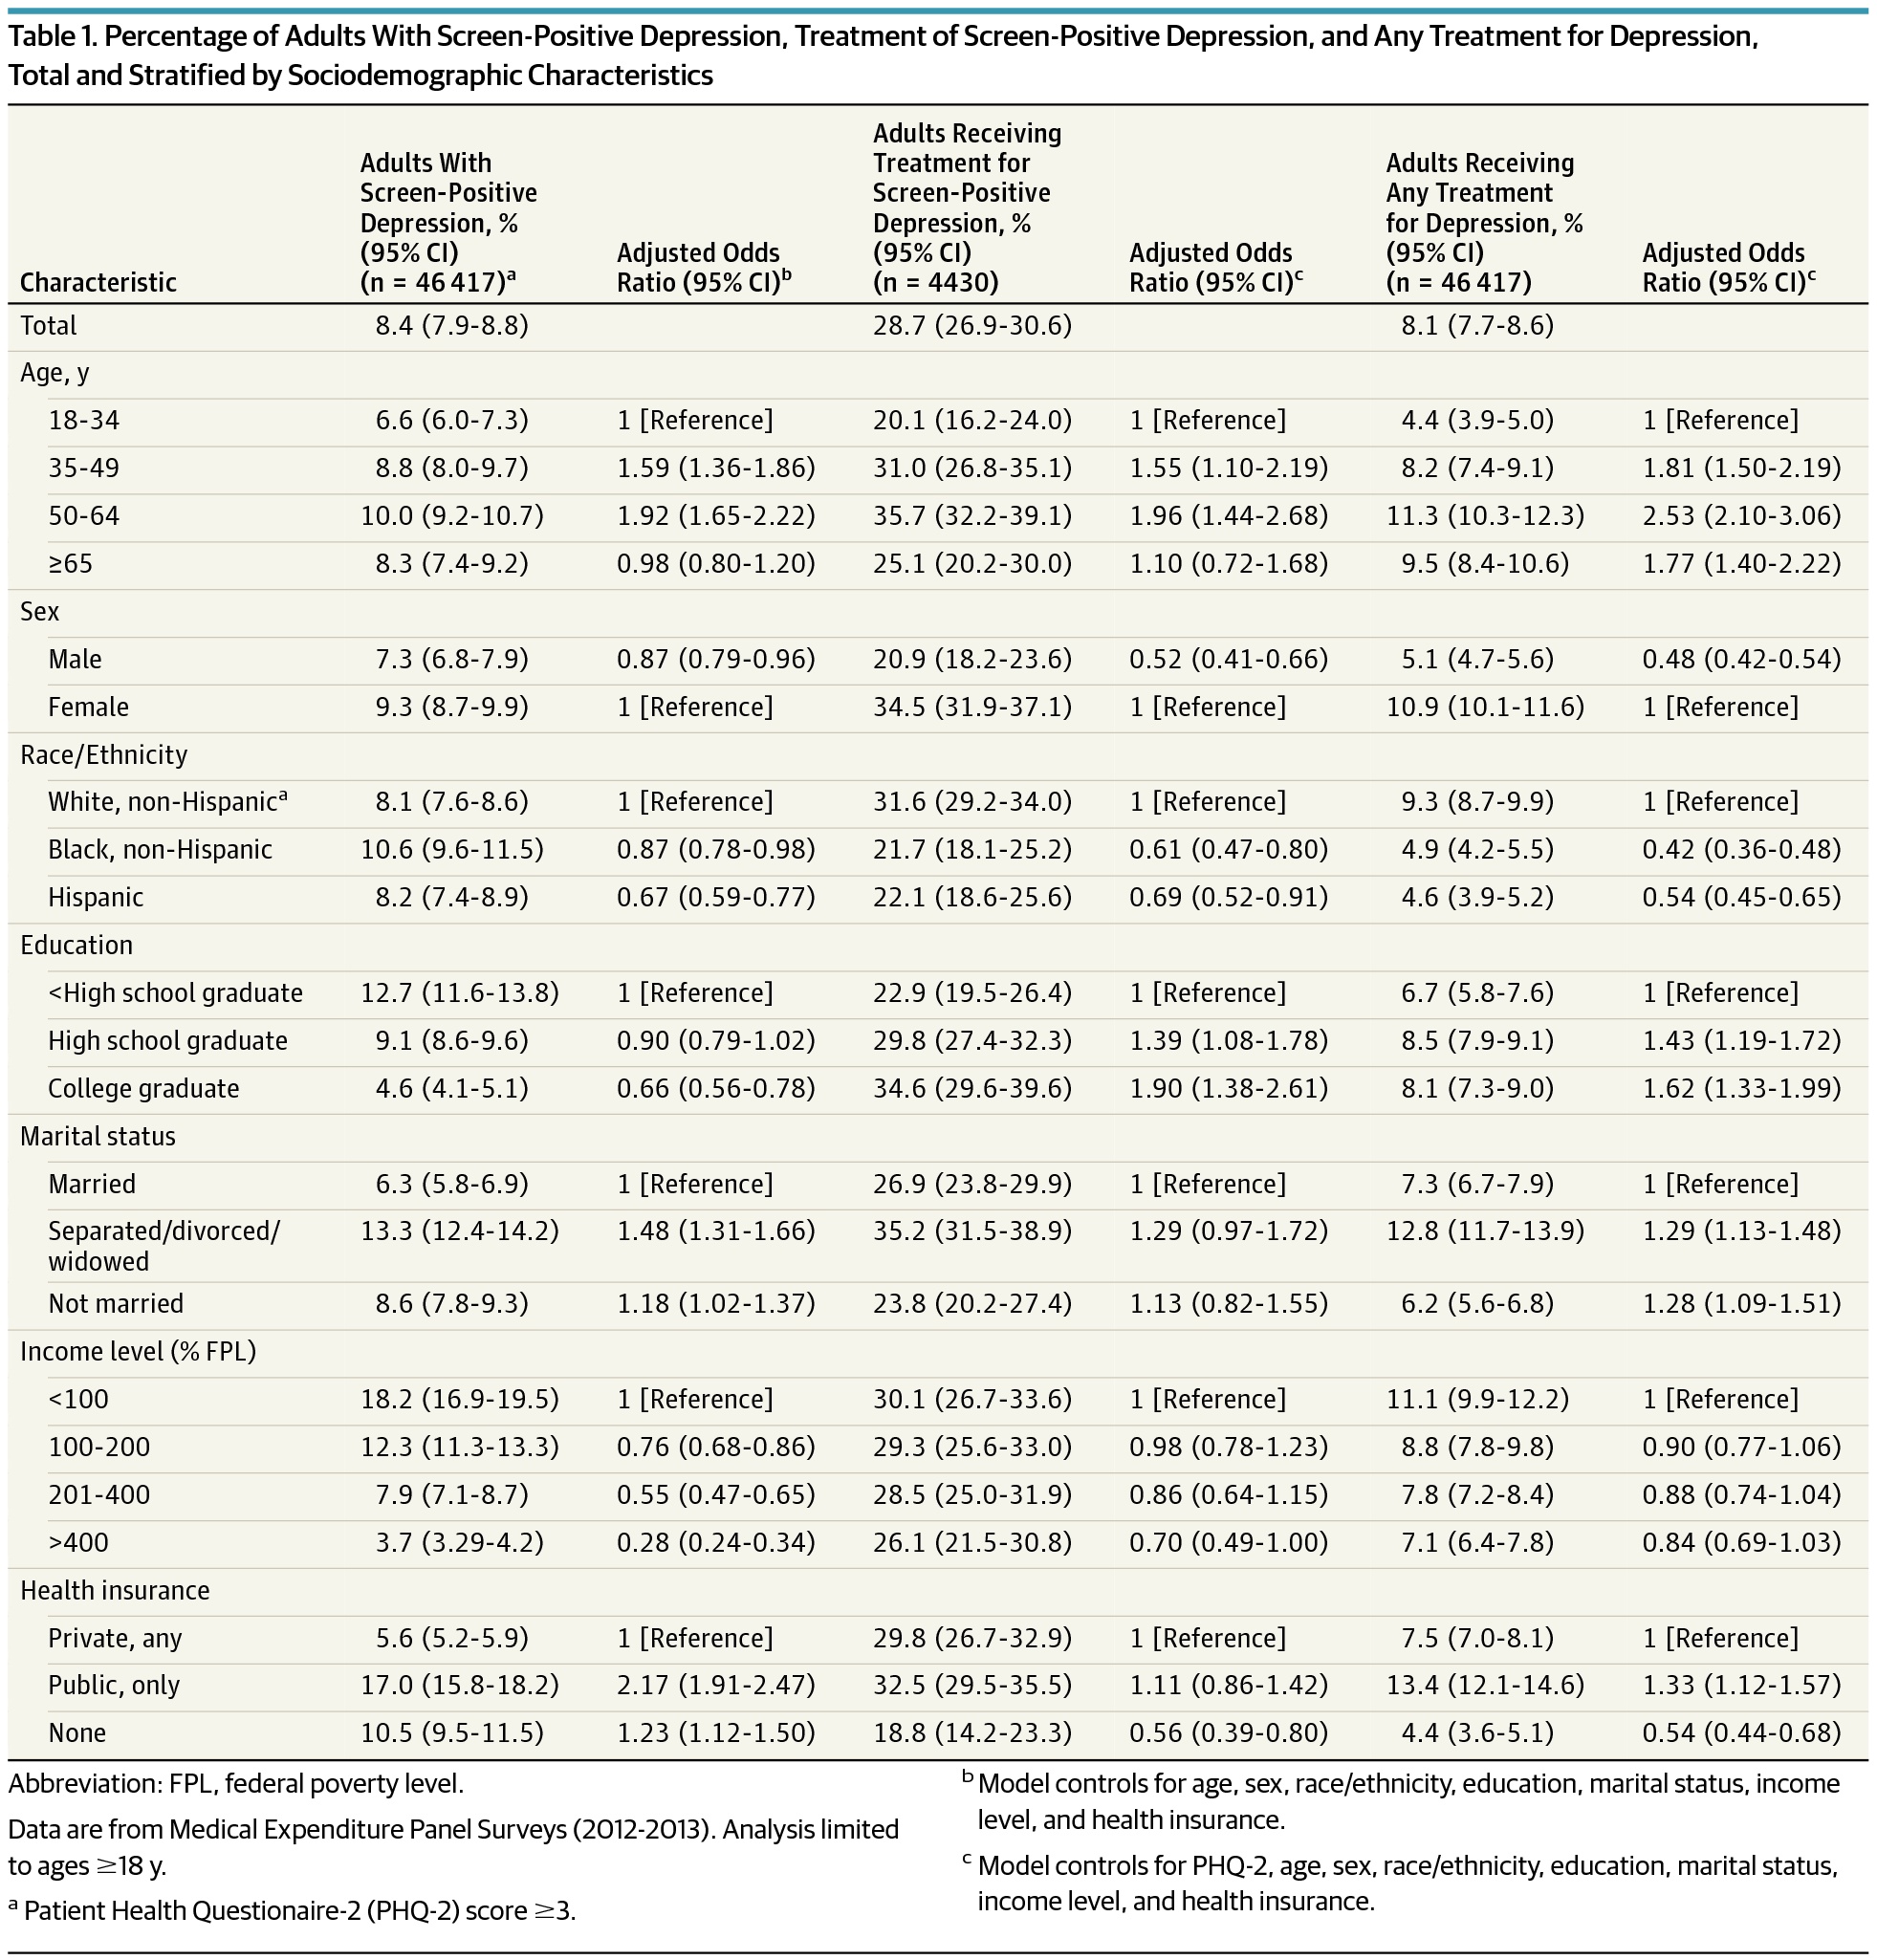 Table 1. Percentage of Adults With Screen-Positive Depression, Treatment of Screen-Positive Depression, and Any Treatment for Depression,
Total and Stratified by Sociodemographic Characteristics
Characteristic | Adults With Screen-Positive Depression, % (95% CI) (n = 46 417)a | Adjusted Odds Ratio (95% CI)b | Adults Receiving Treatment for Screen-Positive Depression, % (95% CI) (n = 4430) | Adjusted Odds Ratio (95% CI)c | Adults Receiving Any Treatment for Depression, % (95% CI) (n = 46 417) | Adjusted Odds Ratio (95% CI)c
Total 8.4 (7.9-8.8) 28.7 (26.9-30.6) 8.1 (7.7-8.6)
Age, y
18-34 6.6 (6.0-7.3) 1 [Reference] 20.1 (16.2-24.0) 1 [Reference] 4.4 (3.9-5.0) 1 [Reference]
35-49 8.8 (8.0-9.7) 1.59 (1.36-1.86) 31.0 (26.8-35.1) 1.55 (1.10-2.19) 8.2 (7.4-9.1) 1.81 (1.50-2.19)
50-64 10.0 (9.2-10.7) 1.92 (1.65-2.22) 35.7 (32.2-39.1) 1.96 (1.44-2.68) 11.3 (10.3-12.3) 2.53 (2.10-3.06)
≥65 8.3 (7.4-9.2) 0.98 (0.80-1.20) 25.1 (20.2-30.0) 1.10 (0.72-1.68) 9.5 (8.4-10.6) 1.77 (1.40-2.22)
Sex
Male 7.3 (6.8-7.9) 0.87 (0.79-0.96) 20.9 (18.2-23.6) 0.52 (0.41-0.66) 5.1 (4.7-5.6) 0.48 (0.42-0.54)
Female 9.3 (8.7-9.9) 1 [Reference] 34.5 (31.9-37.1) 1 [Reference] 10.9 (10.1-11.6) 1 [Reference]
Race/Ethnicity
White, non-Hispanica 8.1 (7.6-8.6) 1 [Reference] 31.6 (29.2-34.0) 1 [Reference] 9.3 (8.7-9.9) 1 [Reference]
Black, non-Hispanic 10.6 (9.6-11.5) 0.87 (0.78-0.98) 21.7 (18.1-25.2) 0.61 (0.47-0.80) 4.9 (4.2-5.5) 0.42 (0.36-0.48)
Hispanic 8.2 (7.4-8.9) 0.67 (0.59-0.77) 22.1 (18.6-25.6) 0.69 (0.52-0.91) 4.6 (3.9-5.2) 0.54 (0.45-0.65)
Education
<High school graduate 12.7 (11.6-13.8) 1 [Reference] 22.9 (19.5-26.4) 1 [Reference] 6.7 (5.8-7.6) 1 [Reference]
High school graduate 9.1 (8.6-9.6) 0.90 (0.79-1.02) 29.8 (27.4-32.3) 1.39 (1.08-1.78) 8.5 (7.9-9.1) 1.43 (1.19-1.72)
College graduate 4.6 (4.1-5.1) 0.66 (0.56-0.78) 34.6 (29.6-39.6) 1.90 (1.38-2.61) 8.1 (7.3-9.0) 1.62 (1.33-1.99)
Marital status
Married 6.3 (5.8-6.9) 1 [Reference] 26.9 (23.8-29.9) 1 [Reference] 7.3 (6.7-7.9) 1 [Reference]
Separated/divorced/ 13.3 (12.4-14.2) 1.48 (1.31-1.66) 35.2 (31.5-38.9) 1.29 (0.97-1.72) 12.8 (11.7-13.9) 1.29 (1.13-1.48)
widowed
Not married 8.6 (7.8-9.3) 1.18 (1.02-1.37) 23.8 (20.2-27.4) 1.13 (0.82-1.55) 6.2 (5.6-6.8) 1.28 (1.09-1.51)
Income level (% FPL)
<100 18.2 (16.9-19.5) 1 [Reference] 30.1 (26.7-33.6) 1 [Reference] 11.1 (9.9-12.2) 1 [Reference]
100-200 12.3 (11.3-13.3) 0.76 (0.68-0.86) 29.3 (25.6-33.0) 0.98 (0.78-1.23) 8.8 (7.8-9.8) 0.90 (0.77-1.06)
201-400 7.9 (7.1-8.7) 0.55 (0.47-0.65) 28.5 (25.0-31.9) 0.86 (0.64-1.15) 7.8 (7.2-8.4) 0.88 (0.74-1.04)
>400 3.7 (3.29-4.2) 0.28 (0.24-0.34) 26.1 (21.5-30.8) 0.70 (0.49-1.00) 7.1 (6.4-7.8) 0.84 (0.69-1.03)
Health insurance
Private, any 5.6 (5.2-5.9) 1 [Reference] 29.8 (26.7-32.9) 1 [Reference] 7.5 (7.0-8.1) 1 [Reference]
Public, only 17.0 (15.8-18.2) 2.17 (1.91-2.47) 32.5 (29.5-35.5) 1.11 (0.86-1.42) 13.4 (12.1-14.6) 1.33 (1.12-1.57)
None 10.5 (9.5-11.5) 1.23 (1.12-1.50) 18.8 (14.2-23.3) 0.56 (0.39-0.80) 4.4 (3.6-5.1) 0.54 (0.44-0.68)
Abbreviation: FPL, federal poverty level.
Data are from Medical Expenditure Panel Surveys (2012-2013). Analysis limited
to ages ≥18 y.
a Patient Health Questionaire-2 (PHQ-2) score ≥3.
b Model controls for age, sex, race/ethnicity, education, marital status, income
level, and health insurance.
c Model controls for PHQ-2, age, sex, race/ethnicity, education, marital status,
income level, and health insurance.